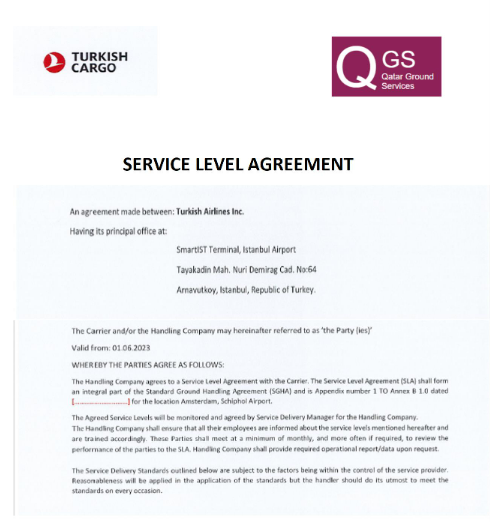 TURKISH
CARGO
QGS
Qatar Ground
Services
SERVICE LEVEL AGREEMENT
An agreement made between: Turkish Airlines Inc.
Having its principal office at:
SmartIST Terminal, Istanbul Airport
Tayakadin Mah. Nuri Demirag Cad. No:64
Arnavutkoy, Istanbul, Republic of Turkey.
The Carrier and/or the Handling Company may hereinafter referred to as 'the Party (ies)'
Valid from: 01.06.2023
WHEREBY THE PARTIES AGREE AS FOLLOWS:
The Handling Company agrees to a Service Level Agreement with the Carrier. The Service Level Agreement (SLA) shall form
an integral part of the Standard Ground Handling Agreement (SGHA) and is Appendix number 1 TO Annex B 1.0 dated
[.........................] for the location Amsterdam, Schiphol Airport.
The Agreed Service Levels will be monitored and agreed by Service Delivery Manager for the Handling Company.
The Handling Company shall ensure that all their employees are informed about the service levels mentioned hereafter and
are trained accordingly. These Parties shall meet at a minimum of monthly, and more often if required, to review the
performance of the parties to the SLA. Handling Company shall provide required operational report/data upon request.
The Service Delivery Standards outlined below are subject to the factors being within the control of the service provider.
Reasonableness will be applied in the application of the standards but the handler should do its utmost to meet the
standards on every occasion.